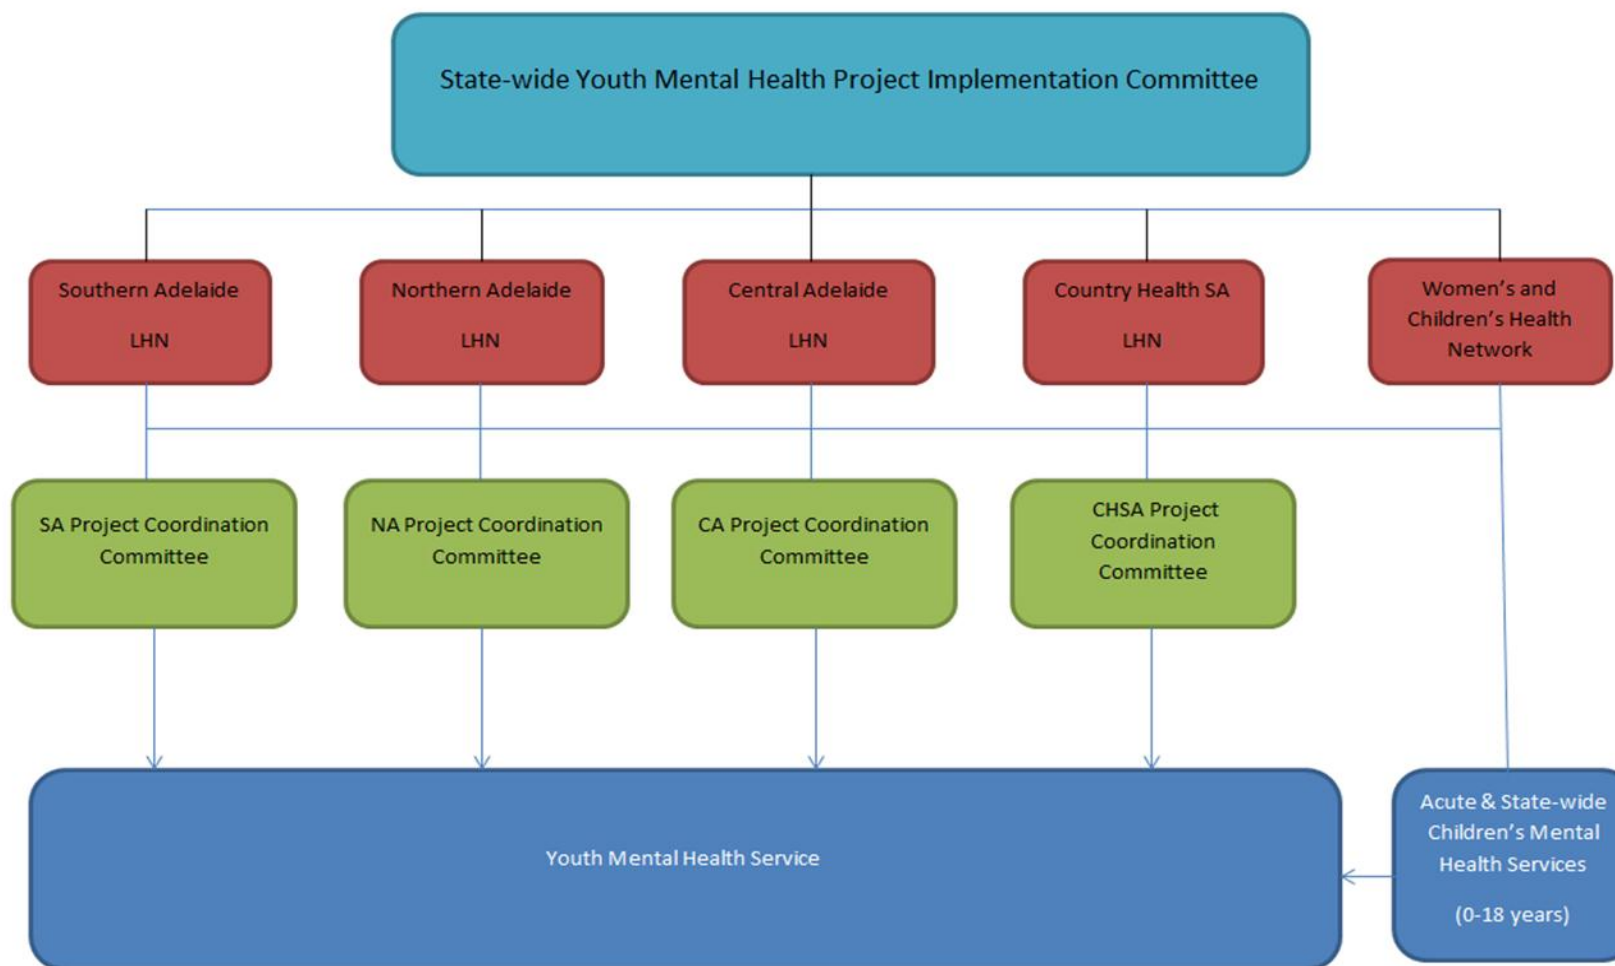 State-wide Youth Mental Health Project Implementation Committee
Southern Adelaide
LHN
Northern Adelaide
LHN
Central Adelaide
LHN
Country Health SA
LHN
Women’s and
Children’s Health
Network
SA Project Coordination
Committee
NA Project Coordination
Committee
CA Project Coordination
Committee
CHSA Project
Coordination
Committee
Youth Mental Health Service
Acute & State-wide
Children’s Mental
Health Services
(0-18 years)